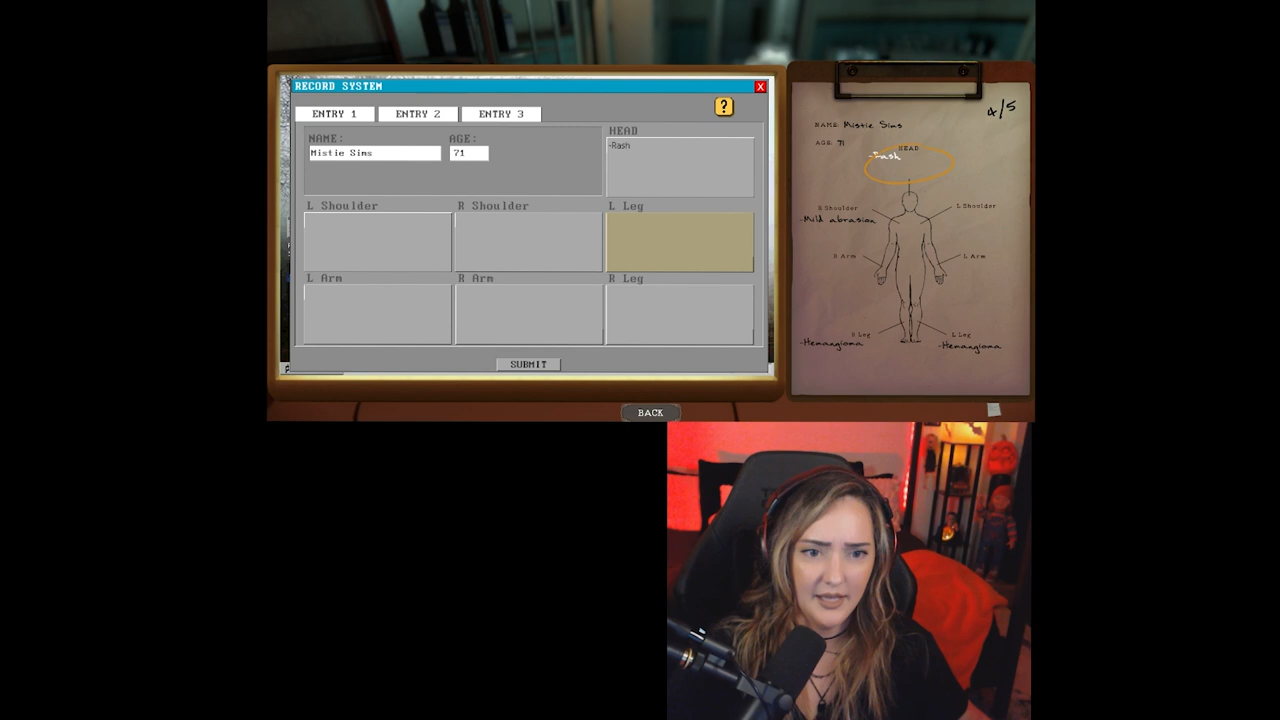 RECORD SYSTEM
X
ENTRY 1
ENTRY 2
ENTRY 3
?
NAME:
AGE:
Mistie Sims
71
HEAD
-Rash
L Shoulder
R Shoulder
L Leg
L Arm
R Arm
R Leg
SUBMIT
BACK
4/5
NAME: Mistie Sims
AGE: 71
HEAD
-Rash
R Shoulder
L Shoulder
-Mild abrasion
R Arm
L Arm
R Leg
L Leg
-Hemangioma
-Hemangioma